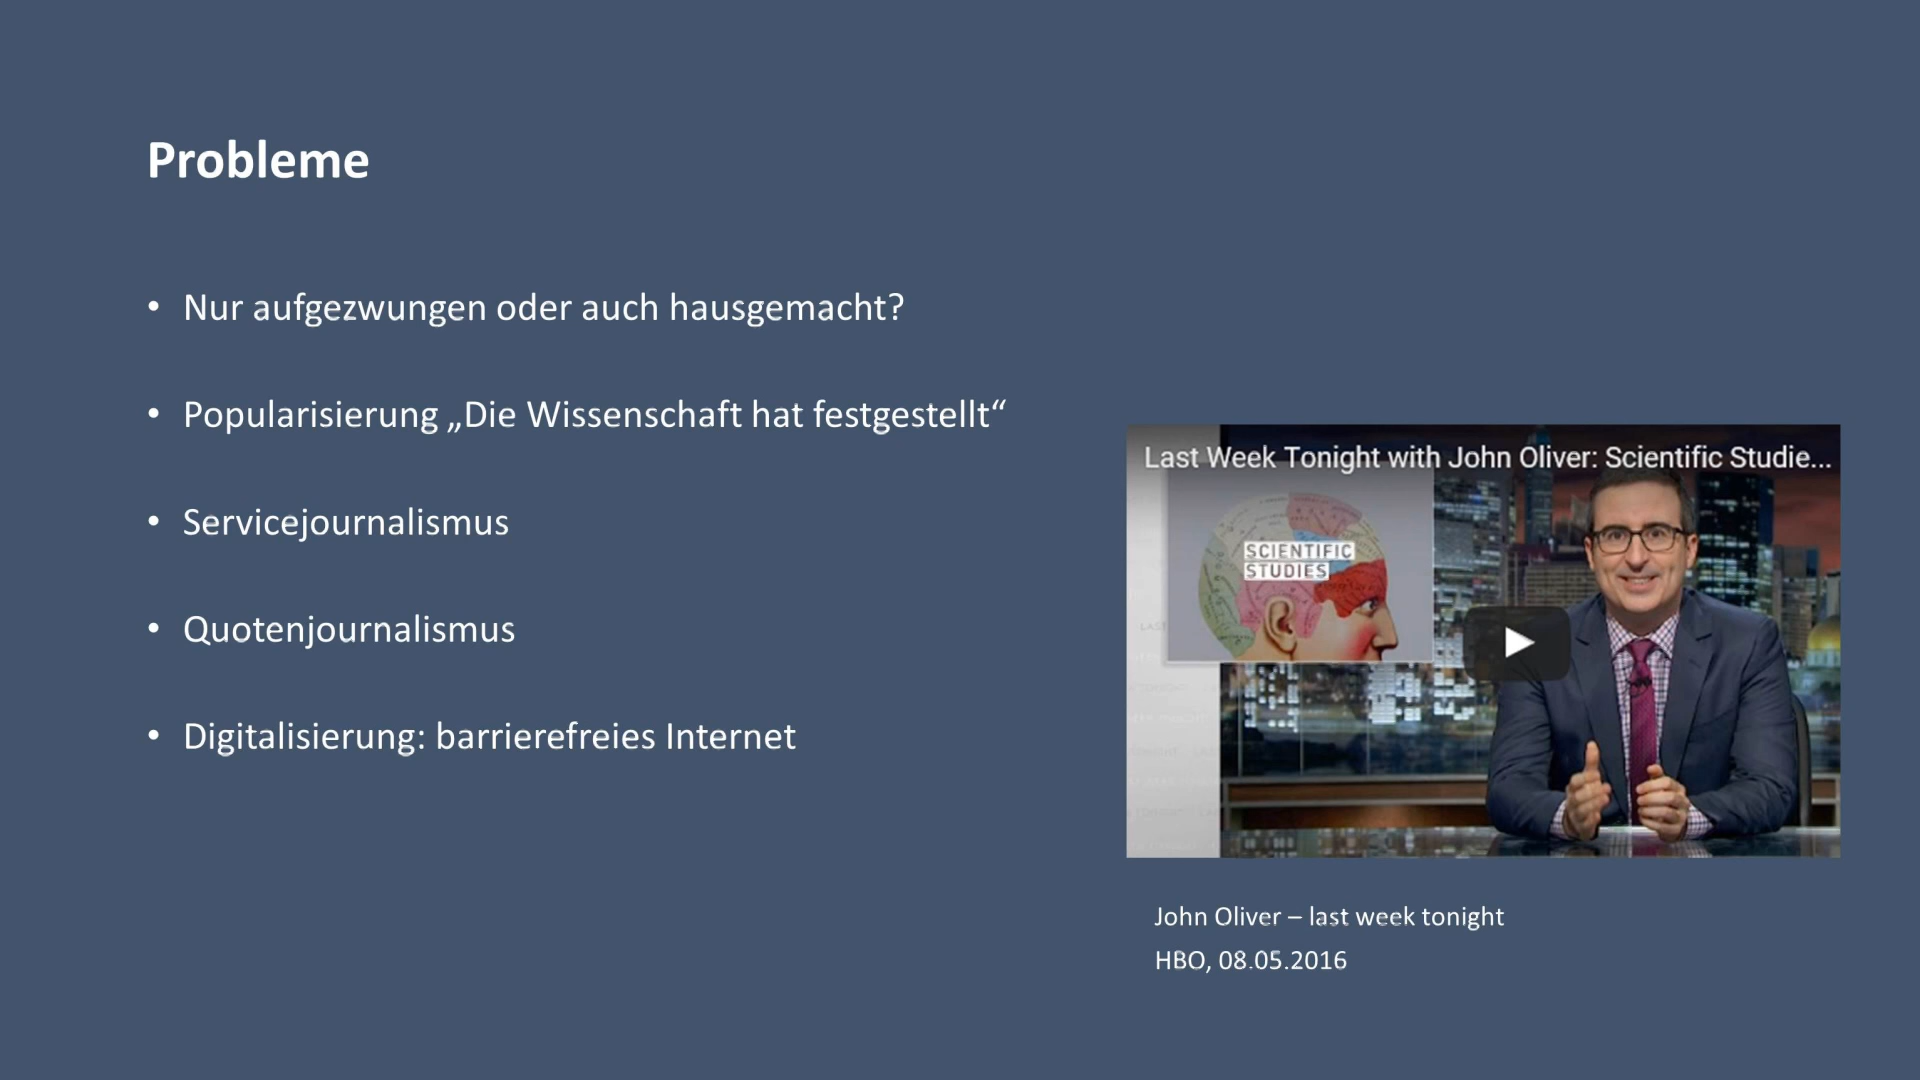 Probleme
• Nur aufgezwungen oder auch hausgemacht?
• Popularisierung „Die Wissenschaft hat festgestellt“
• Servicejournalismus
• Quotenjournalismus
• Digitalisierung: barrierefreies Internet
Last Week Tonight with John Oliver: Scientific Studie...
SCIENTIFIC
STUDIES
John Oliver – last week tonight
HBO, 08.05.2016